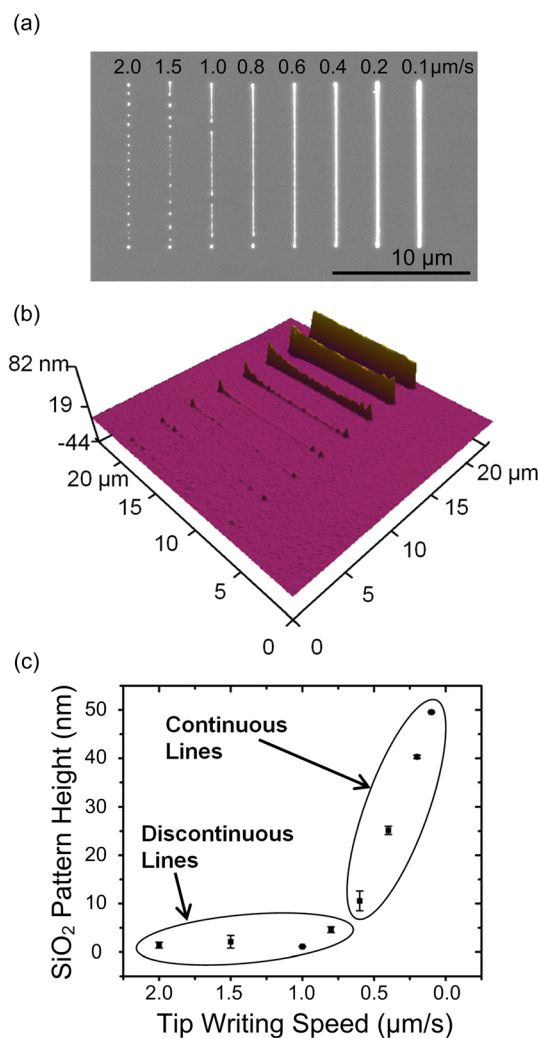 (a)
2.0 1.5 1.0 0.8 0.6 0.4 0.2 0.1µm/s
10 µm
(b)
82 nm
19
-44
20 µm
15
10
5
0
0
5
10
15
20 µm
(c)
SiO₂ Pattern Height (nm)
50
40
30
20
10
0
Continuous
Lines
Discontinuous
Lines
2.0 1.5 1.0 0.5 0.0
Tip Writing Speed (µm/s)